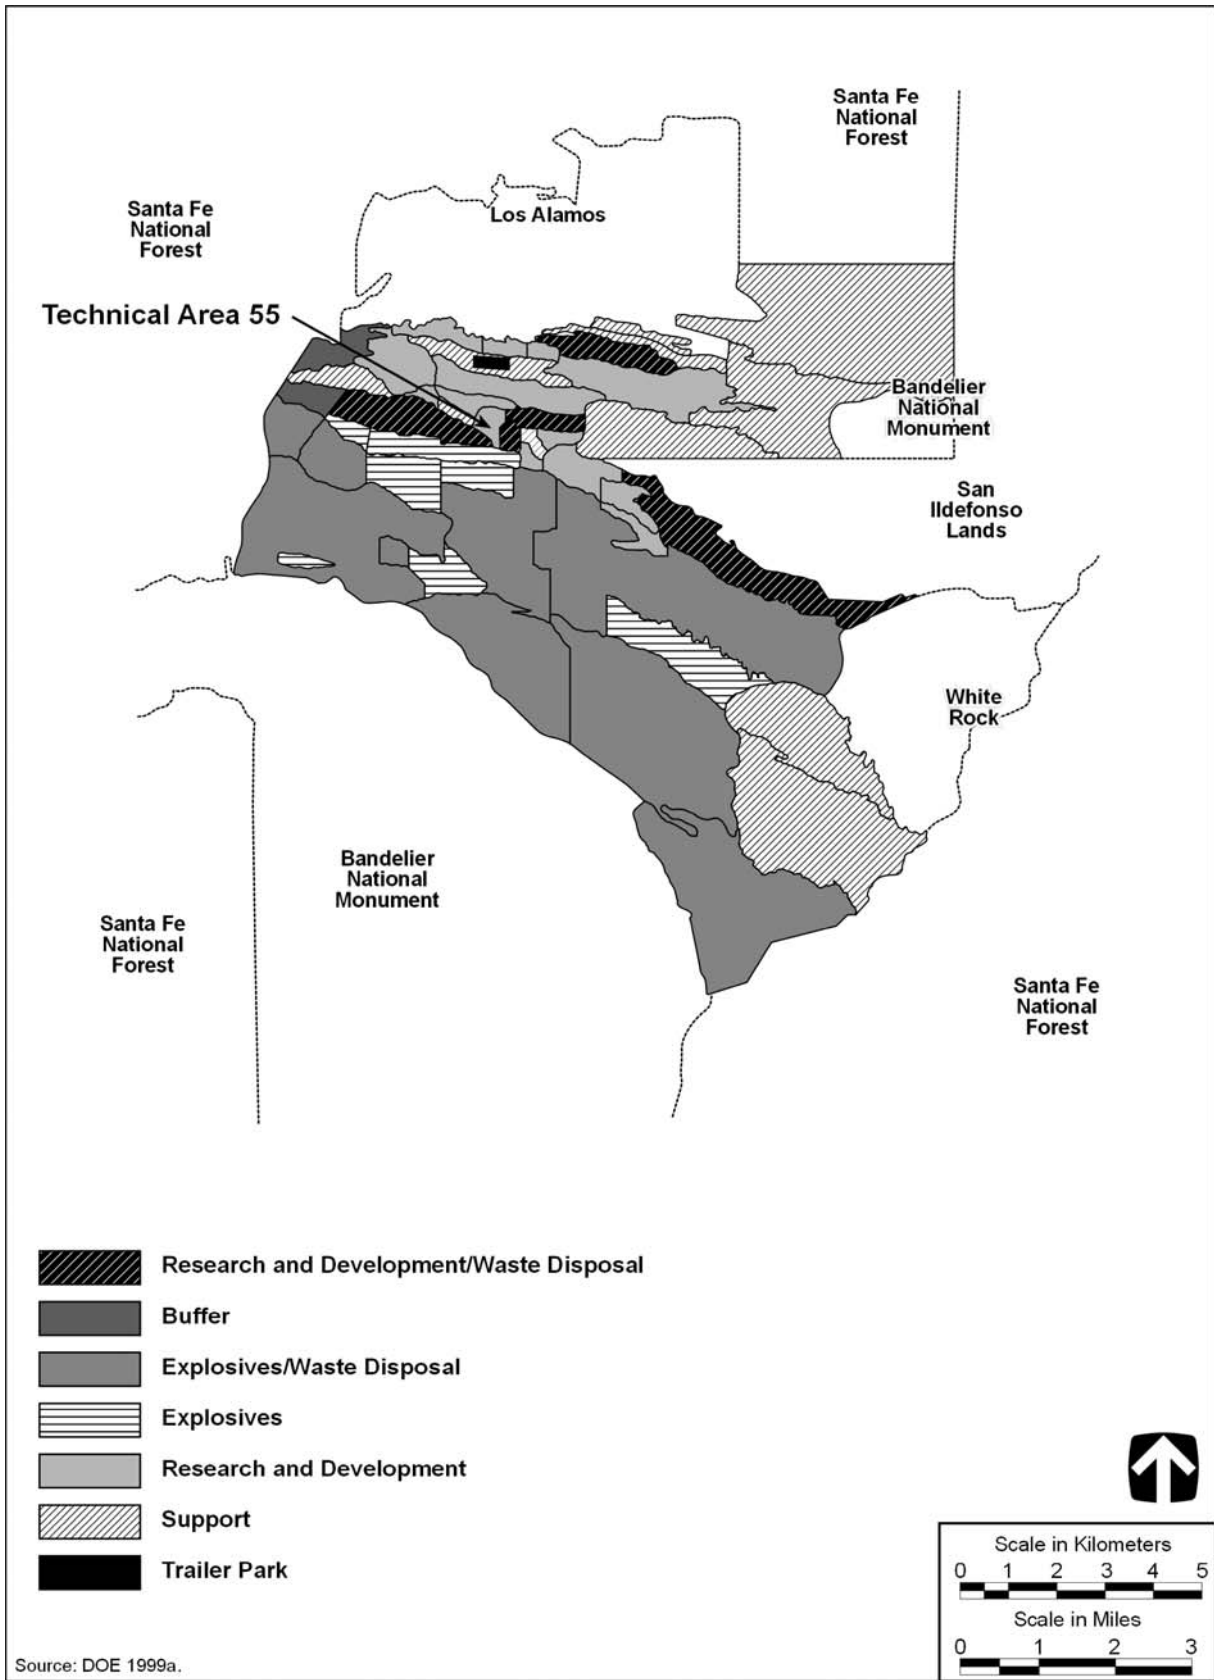 Santa Fe
National
Forest
Santa Fe
National
Forest
Los Alamos
Technical Area 55
Bandelier
National
Monument
San
Ildefonso
Lands
White
Rock
Bandelier
National
Monument
Santa Fe
National
Forest
Santa Fe
National
Forest
Research and Development/Waste Disposal
Buffer
Explosives/Waste Disposal
Explosives
Research and Development
Support
Trailer Park
Scale in Kilometers
0 1 2 3 4 5
Scale in Miles
0 1 2 3
Source: DOE 1999a.